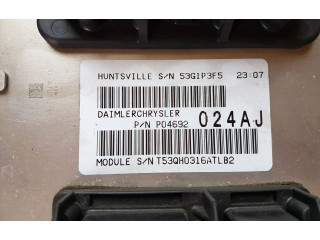 HUNTSVILLE S/N 53G1P3F5 23:07
DAIMLERCHRYSLER
P/N P04692 024AJ
MODULE S/N T53QH0316ATLB2